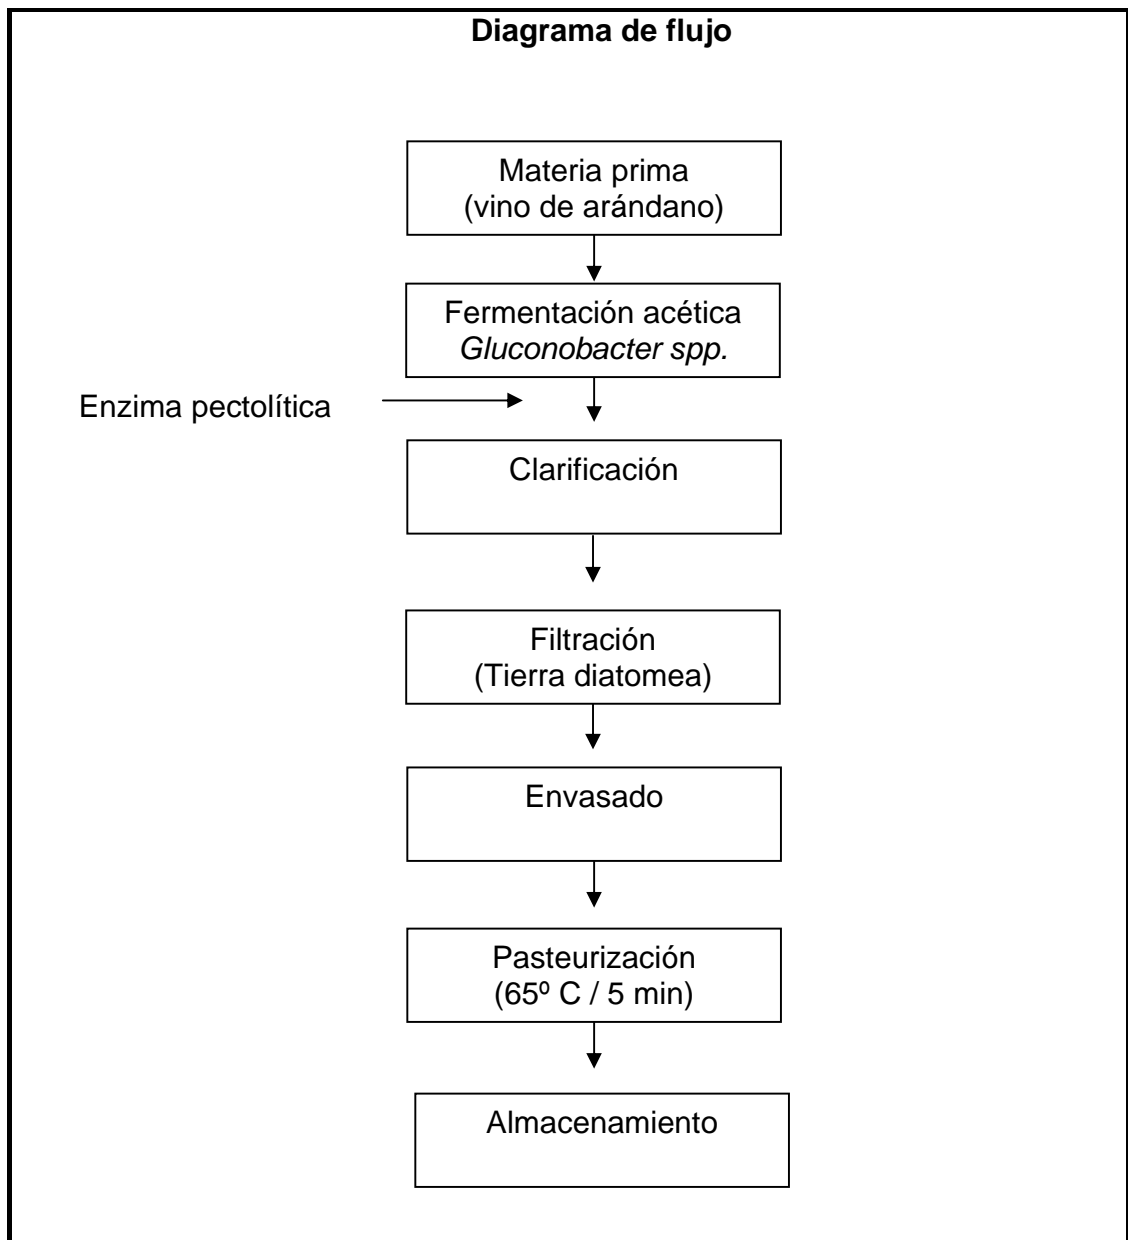 Diagrama de flujo
Materia prima
(vino de arándano)
Fermentación acética
Gluconobacter spp.
Enzima pectolítica
Clarificación
Filtración
(Tierra diatomea)
Envasado
Pasteurización
(65º C / 5 min)
Almacenamiento